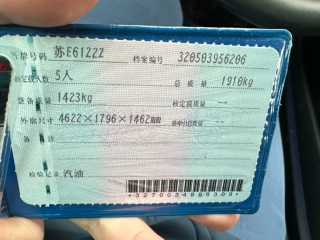 号牌号码 苏E61ZZZ 档案编号 320503956206
核定载人数 5人 总质量 1910kg
整备质量 1423kg 核定载质量 --
外廓尺寸 4622×1796×1462mm 准牵引总质量 --
备注 --
检验记录 汽油
*3270034888309*